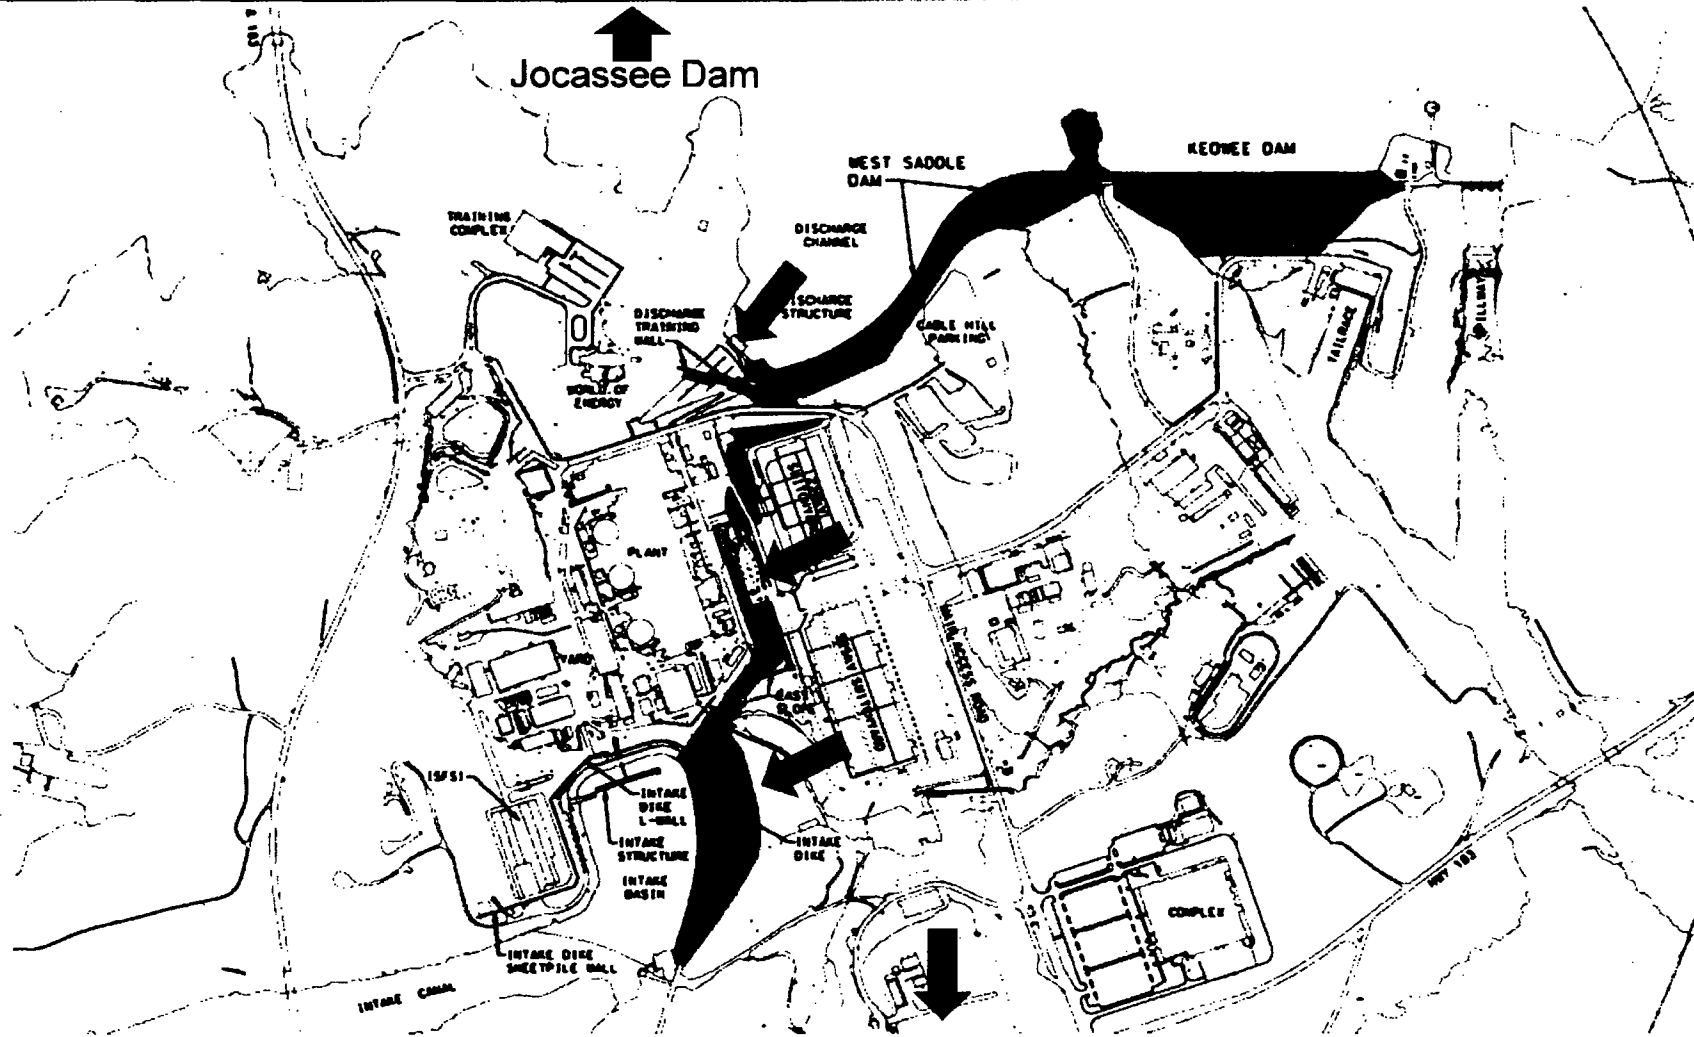 & 183
Jocassee Dam
KEOWEE DAM
WEST SADDLE
DAM
TRAINING
COMPLEX
DISCHARGE
CHANNEL
DISCHARGE
STRUCTURE
DISCHARGE
TRAINING
WALL
CABLE HILL
PARKING
SPILLWAY
TAILRACE
WORLD OF
ENERGY
PLANT
YARD
MAIN ACCESS ROAD
EAST
SLOPE
SWITCHYARD
ISFSI
INTAKE
DIKE
L-WALL
INTAKE
STRUCTURE
INTAKE
DIKE
INTAKE
BASIN
HWY 183
COMPLEX
INTAKE DIKE
SHEETPILE WALL
INTAKE CANAL